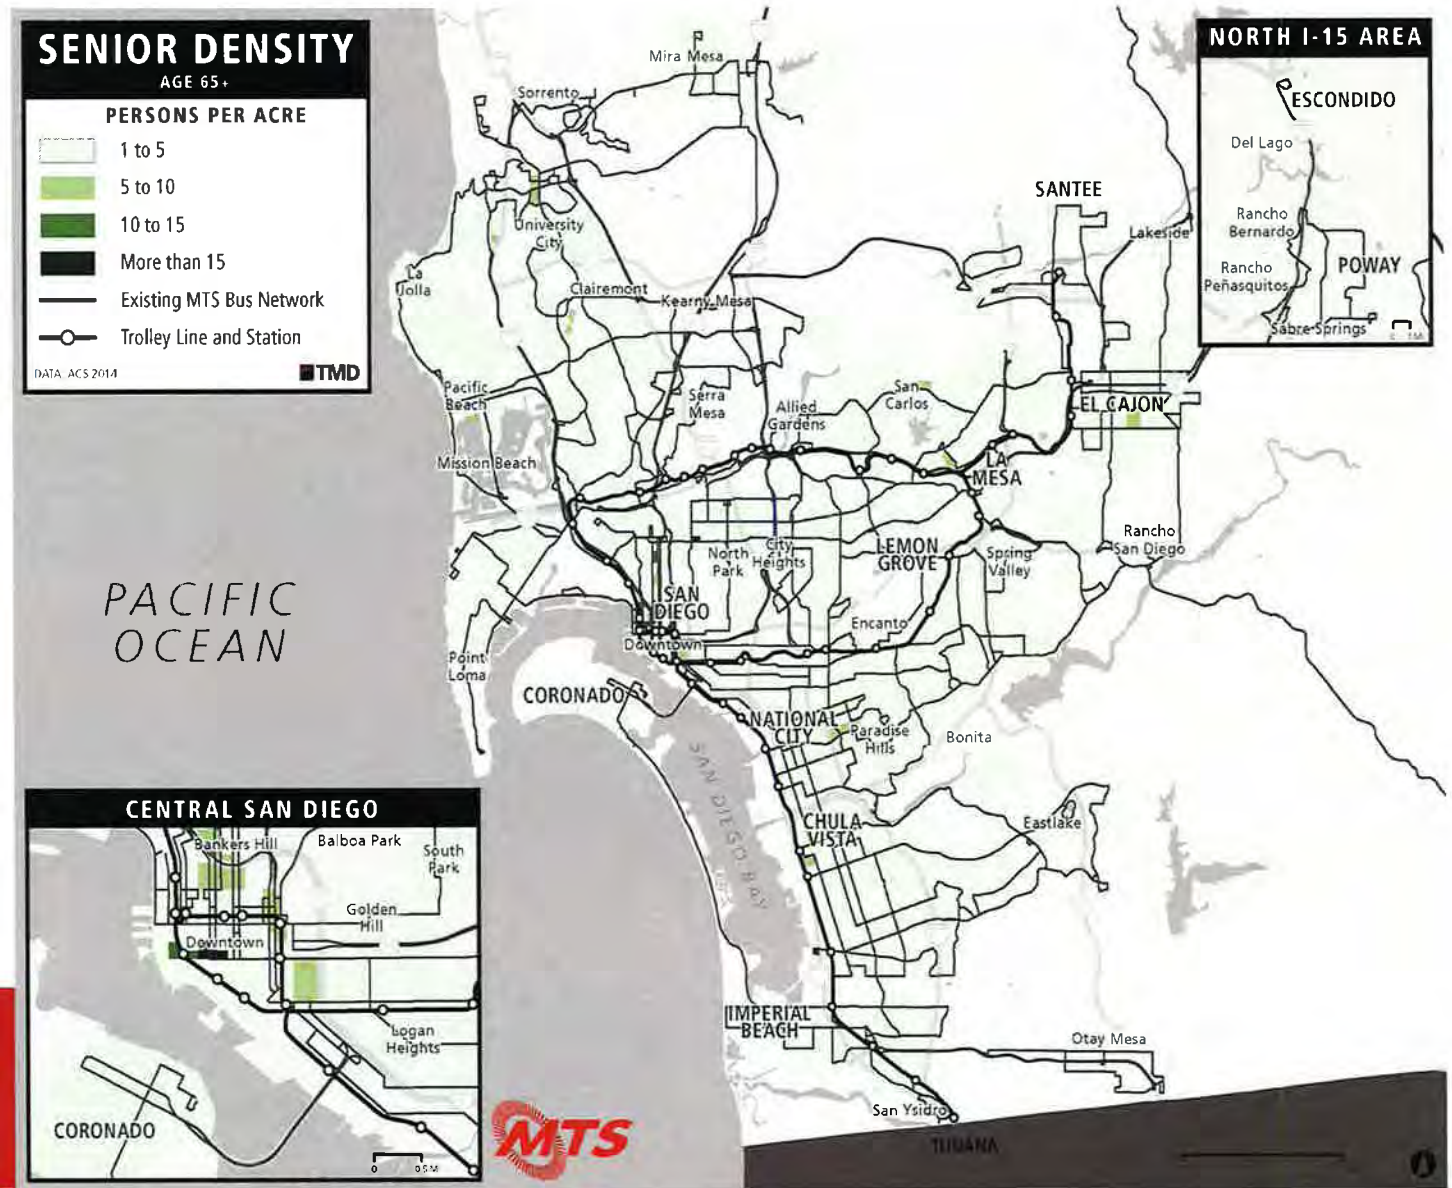 SENIOR DENSITY
AGE 65+
PERSONS PER ACRE
1 to 5
5 to 10
10 to 15
More than 15
Existing MTS Bus Network
Trolley Line and Station
DATA: ACS 2014
TMD
NORTH I-15 AREA
ESCONDIDO
Del Lago
Rancho
Bernardo
POWAY
Rancho
Peñasquitos
Sabre Springs
Mira Mesa
Sorrento
SANTEE
Lakeside
University
City
La
Jolla
Clairemont
Kearny Mesa
Pacific
Beach
Serra
Mesa
Allied
Gardens
San
Carlos
EL CAJON
Mission Beach
LA
MESA
North
Park
City
Heights
LEMON
GROVE
Spring
Valley
Rancho
San Diego
PACIFIC
OCEAN
SAN
DIEGO
Downtown
Encanto
Point
Loma
CORONADO
NATIONAL
CITY
Paradise
Hills
Bonita
SAN DIEGO BAY
CHULA
VISTA
Eastlake
IMPERIAL
BEACH
Otay Mesa
San Ysidro
TIJUANA
CENTRAL SAN DIEGO
Bankers Hill
Balboa Park
South
Park
Golden
Hill
Downtown
Logan
Heights
CORONADO
0 0.5 M
MTS